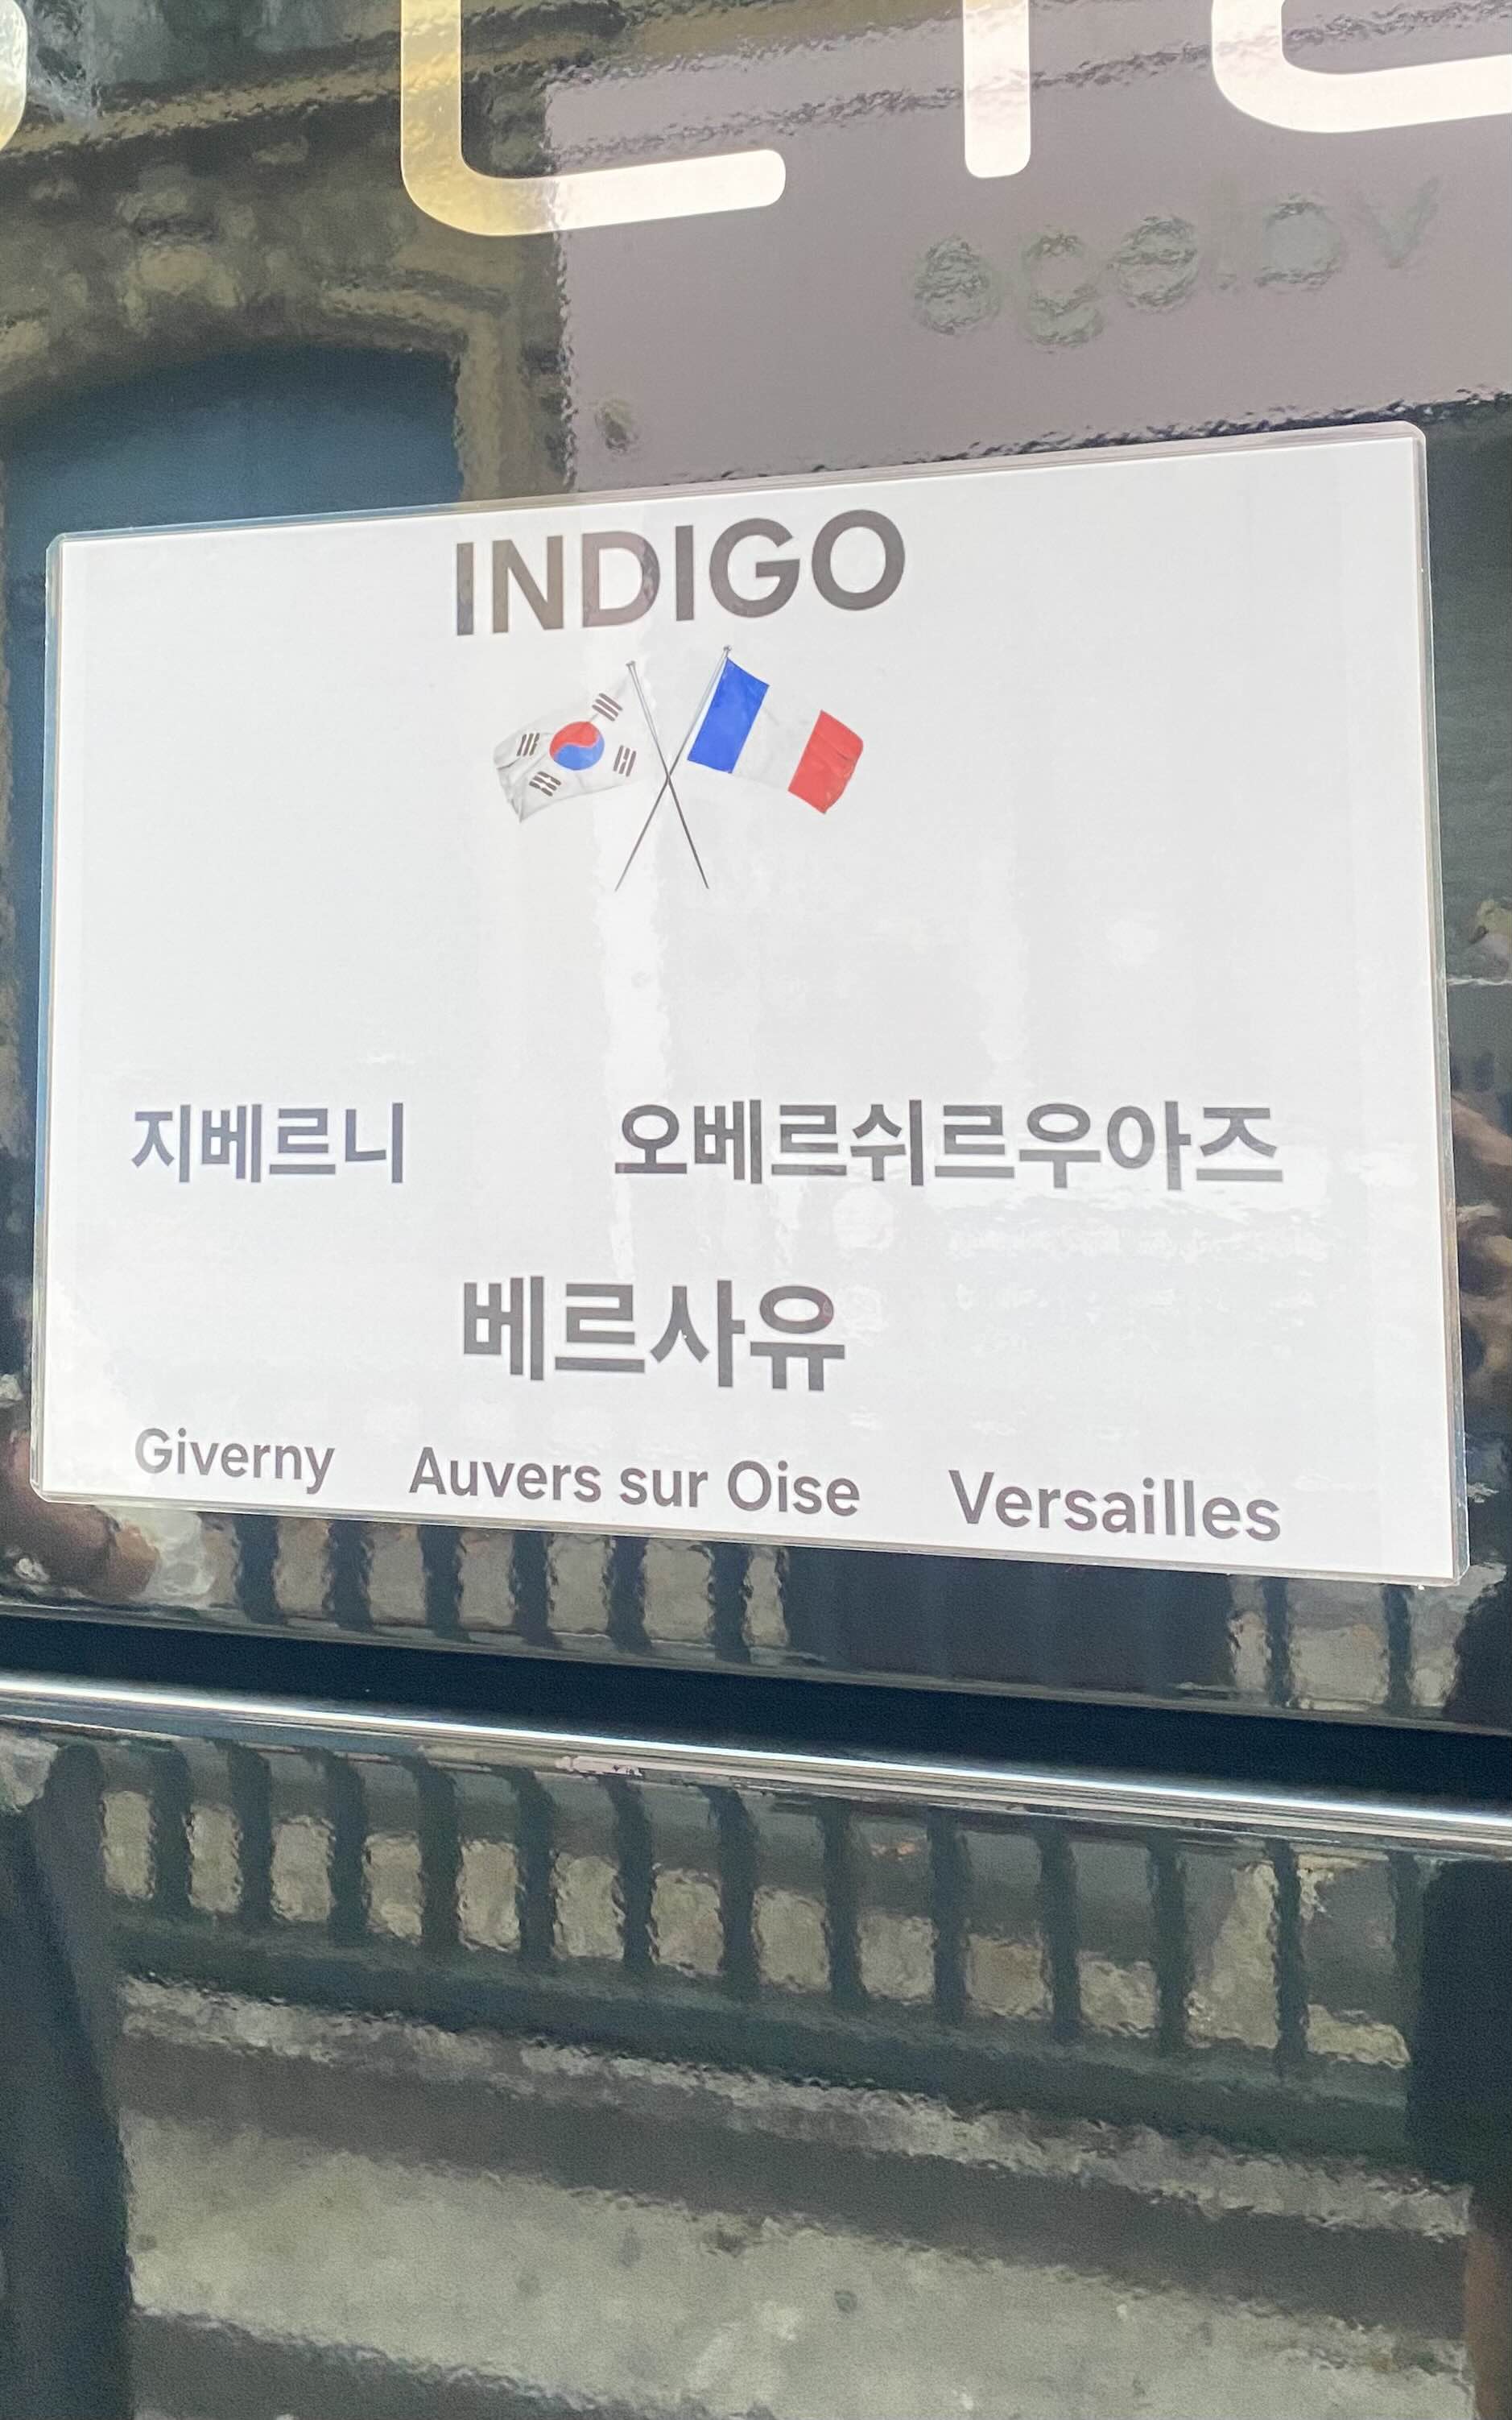 INDIGO
지베르니 오베르쉬르우아즈
베르사유
Giverny Auvers sur Oise Versailles